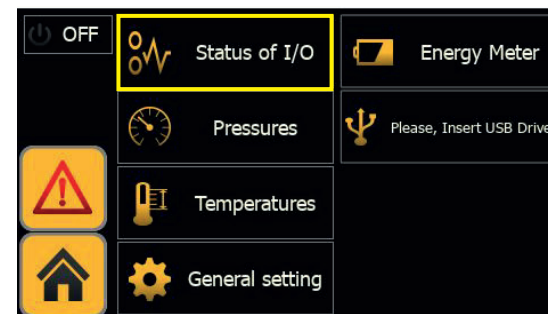 OFF
Status of I/O
Energy Meter
Pressures
Please, Insert USB Drive
Temperatures
General setting